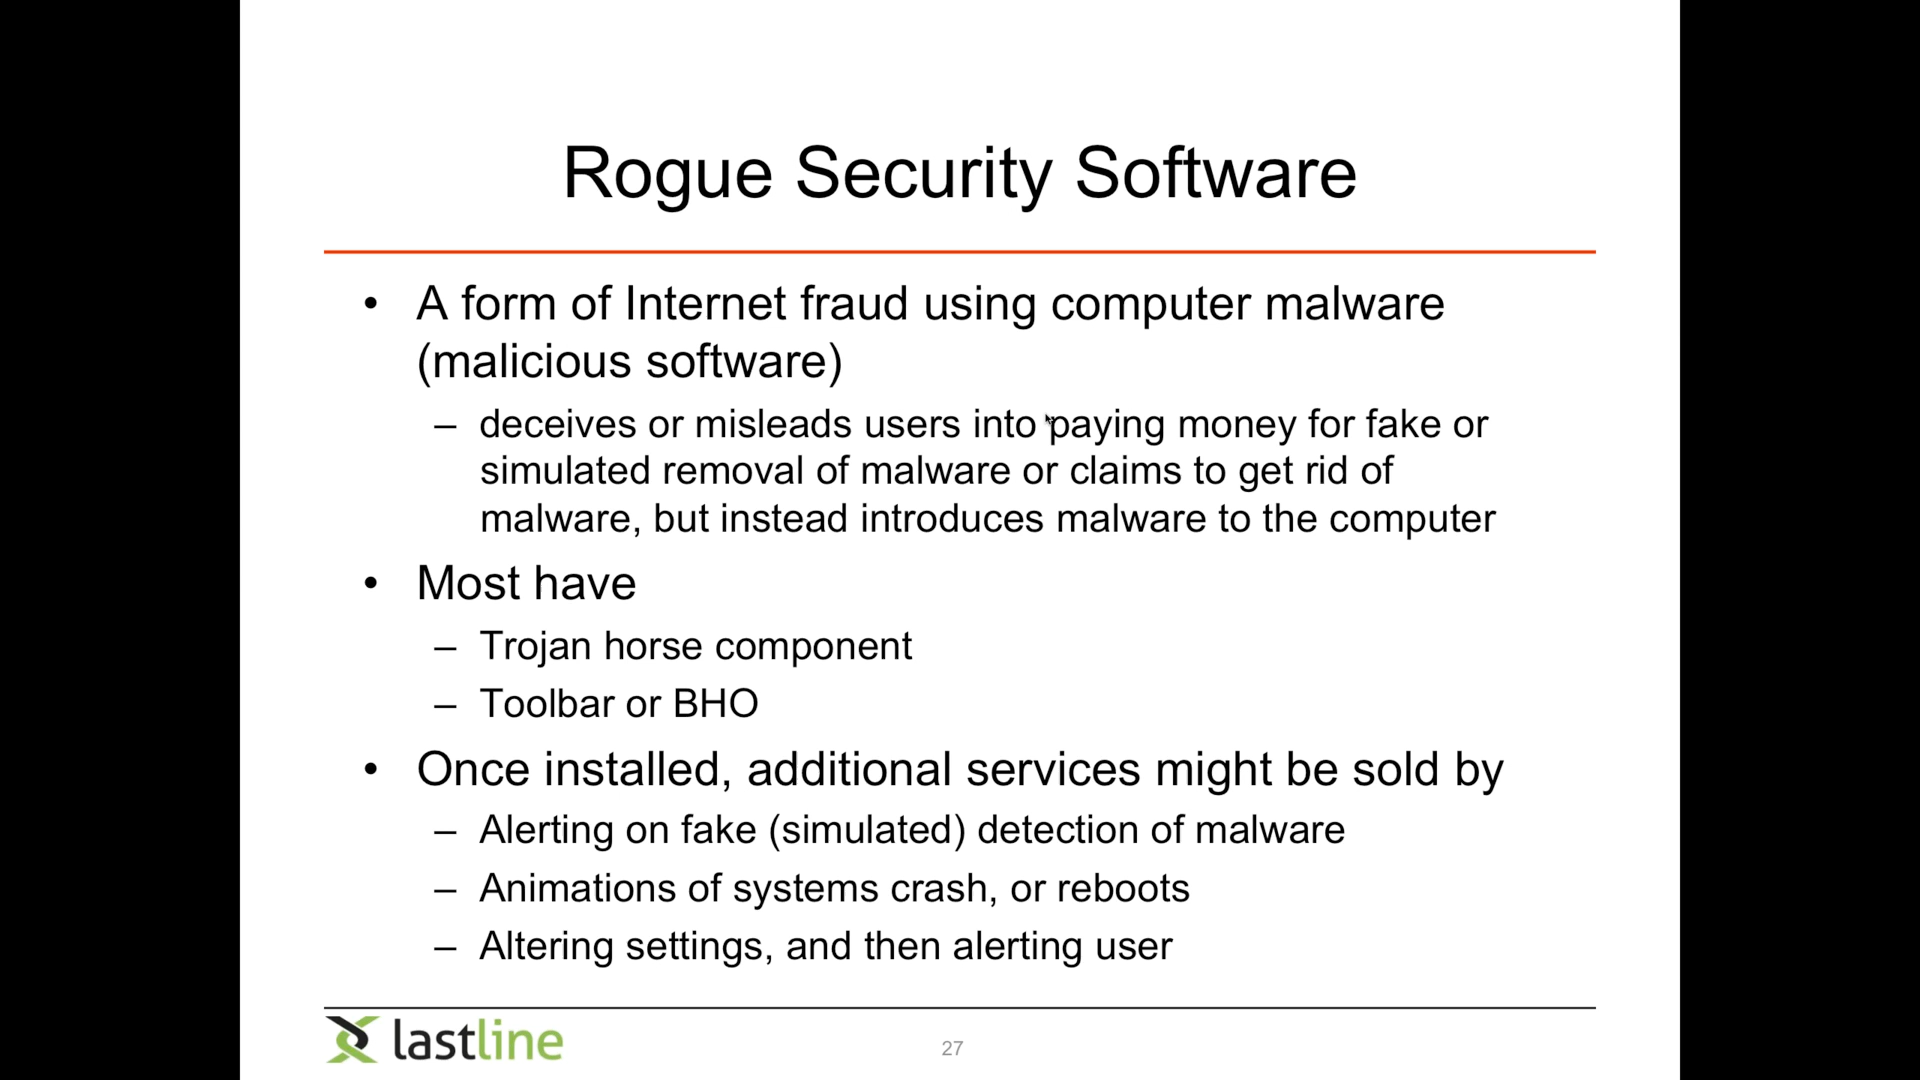 Rogue Security Software
• A form of Internet fraud using computer malware
(malicious software)
– deceives or misleads users into paying money for fake or
simulated removal of malware or claims to get rid of
malware, but instead introduces malware to the computer
• Most have
– Trojan horse component
– Toolbar or BHO
• Once installed, additional services might be sold by
– Alerting on fake (simulated) detection of malware
– Animations of systems crash, or reboots
– Altering settings, and then alerting user
lastline
27